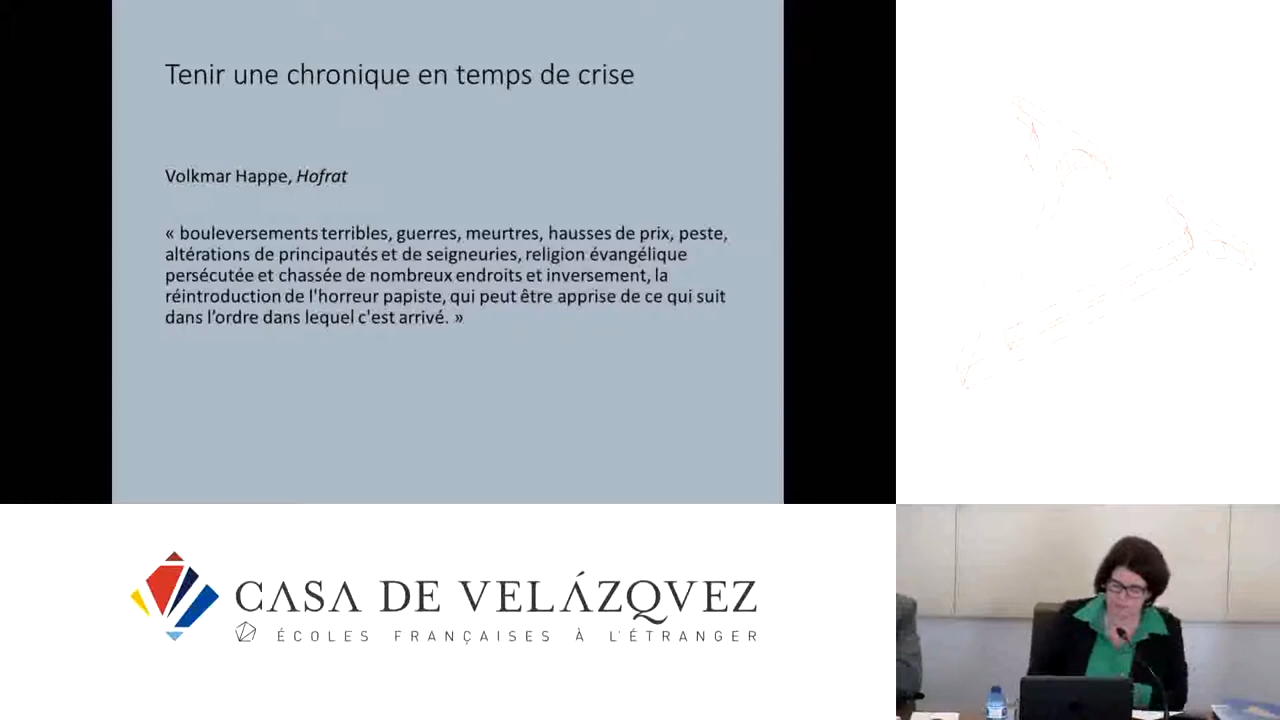 Tenir une chronique en temps de crise
Volkmar Happe, Hofrat
« bouleversements terribles, guerres, meurtres, hausses de prix, peste,
altérations de principautés et de seigneuries, religion évangélique
persécutée et chassée de nombreux endroits et inversement, la
réintroduction de l'horreur papiste, qui peut être apprise de ce qui suit
dans l’ordre dans lequel c'est arrivé. »
CASA DE VELÁZQVEZ
ÉCOLES FRANÇAISES À L'ÉTRANGER